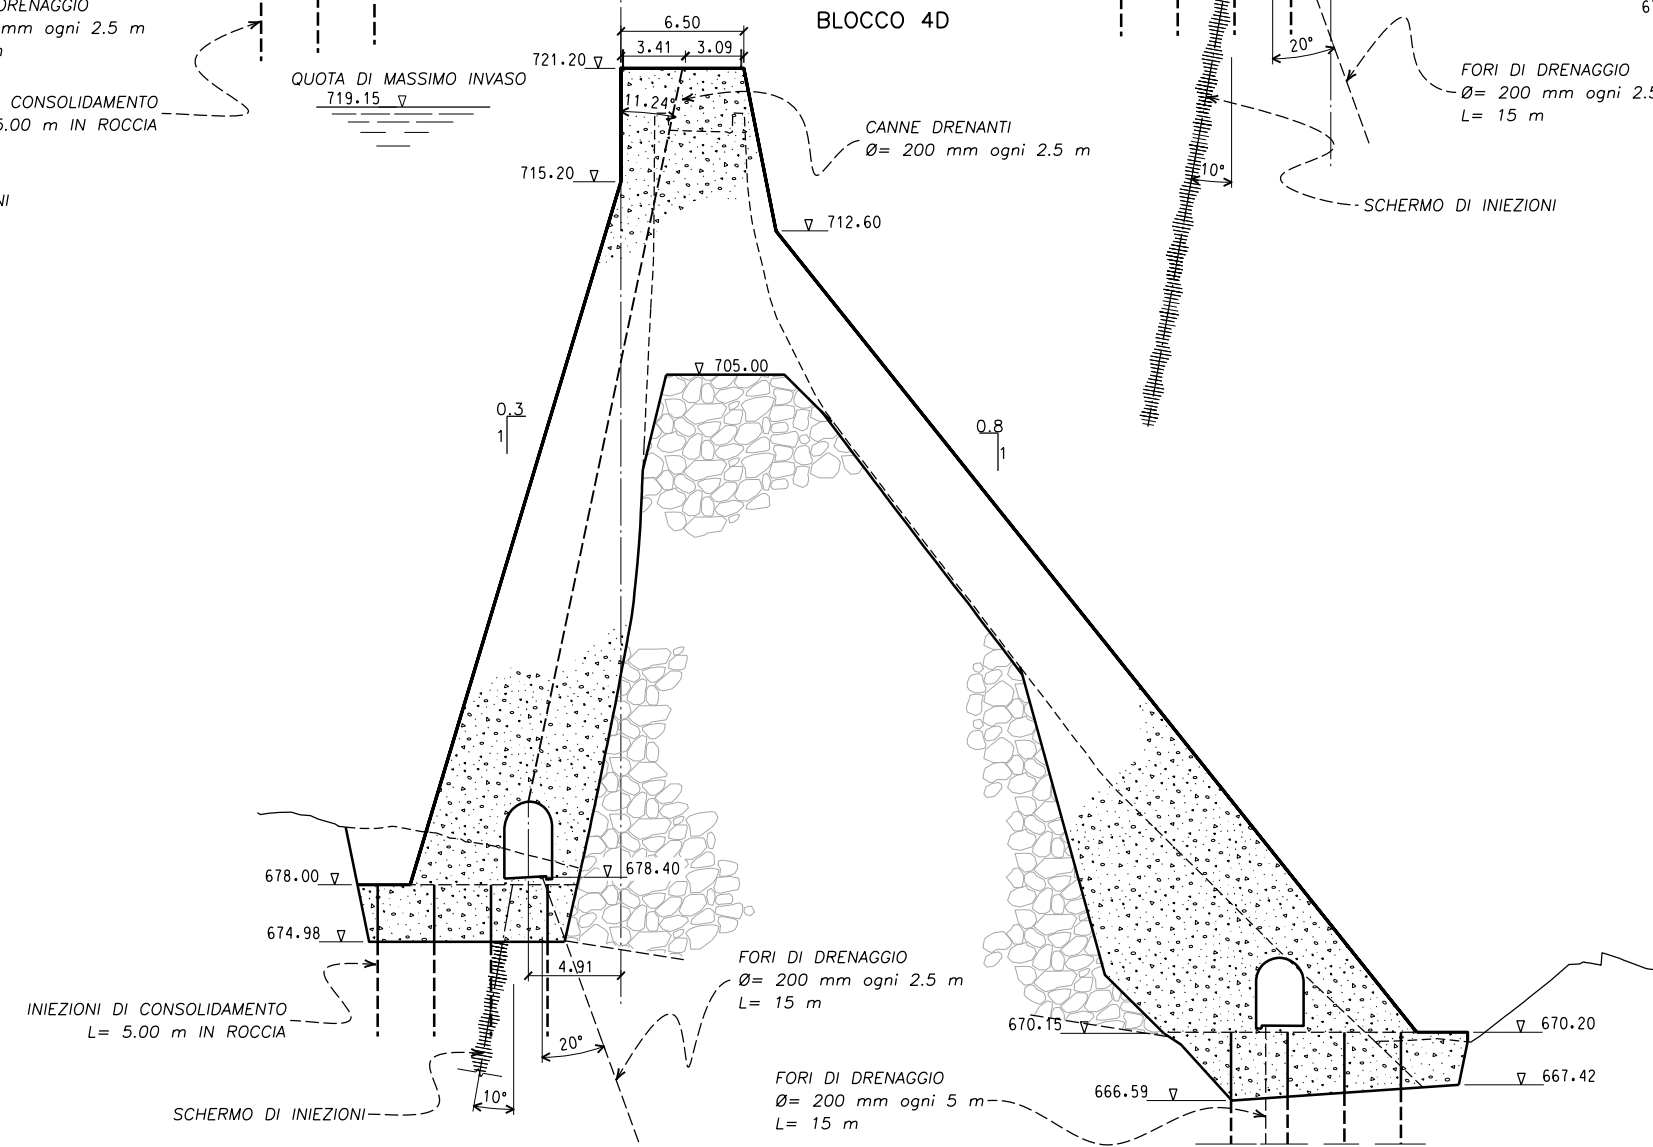 DRENAGGIO
mm ogni 2.5 m
CONSOLIDAMENTO
5.00 m IN ROCCIA
BLOCCO 4D
6.50
3.41 3.09
721.20
QUOTA DI MASSIMO INVASO
719.15
11.24°
CANNE DRENANTI
Ø= 200 mm ogni 2.5 m
715.20
712.60
20°
FORI DI DRENAGGIO
Ø= 200 mm ogni 2.5
L= 15 m
10°
SCHERMO DI INIEZIONI
705.00
0.3
1
0.8
1
678.00
678.40
674.98
4.91
INIEZIONI DI CONSOLIDAMENTO
L= 5.00 m IN ROCCIA
FORI DI DRENAGGIO
Ø= 200 mm ogni 2.5 m
L= 15 m
20°
10°
SCHERMO DI INIEZIONI
670.15
670.20
667.42
666.59
FORI DI DRENAGGIO
Ø= 200 mm ogni 5 m
L= 15 m